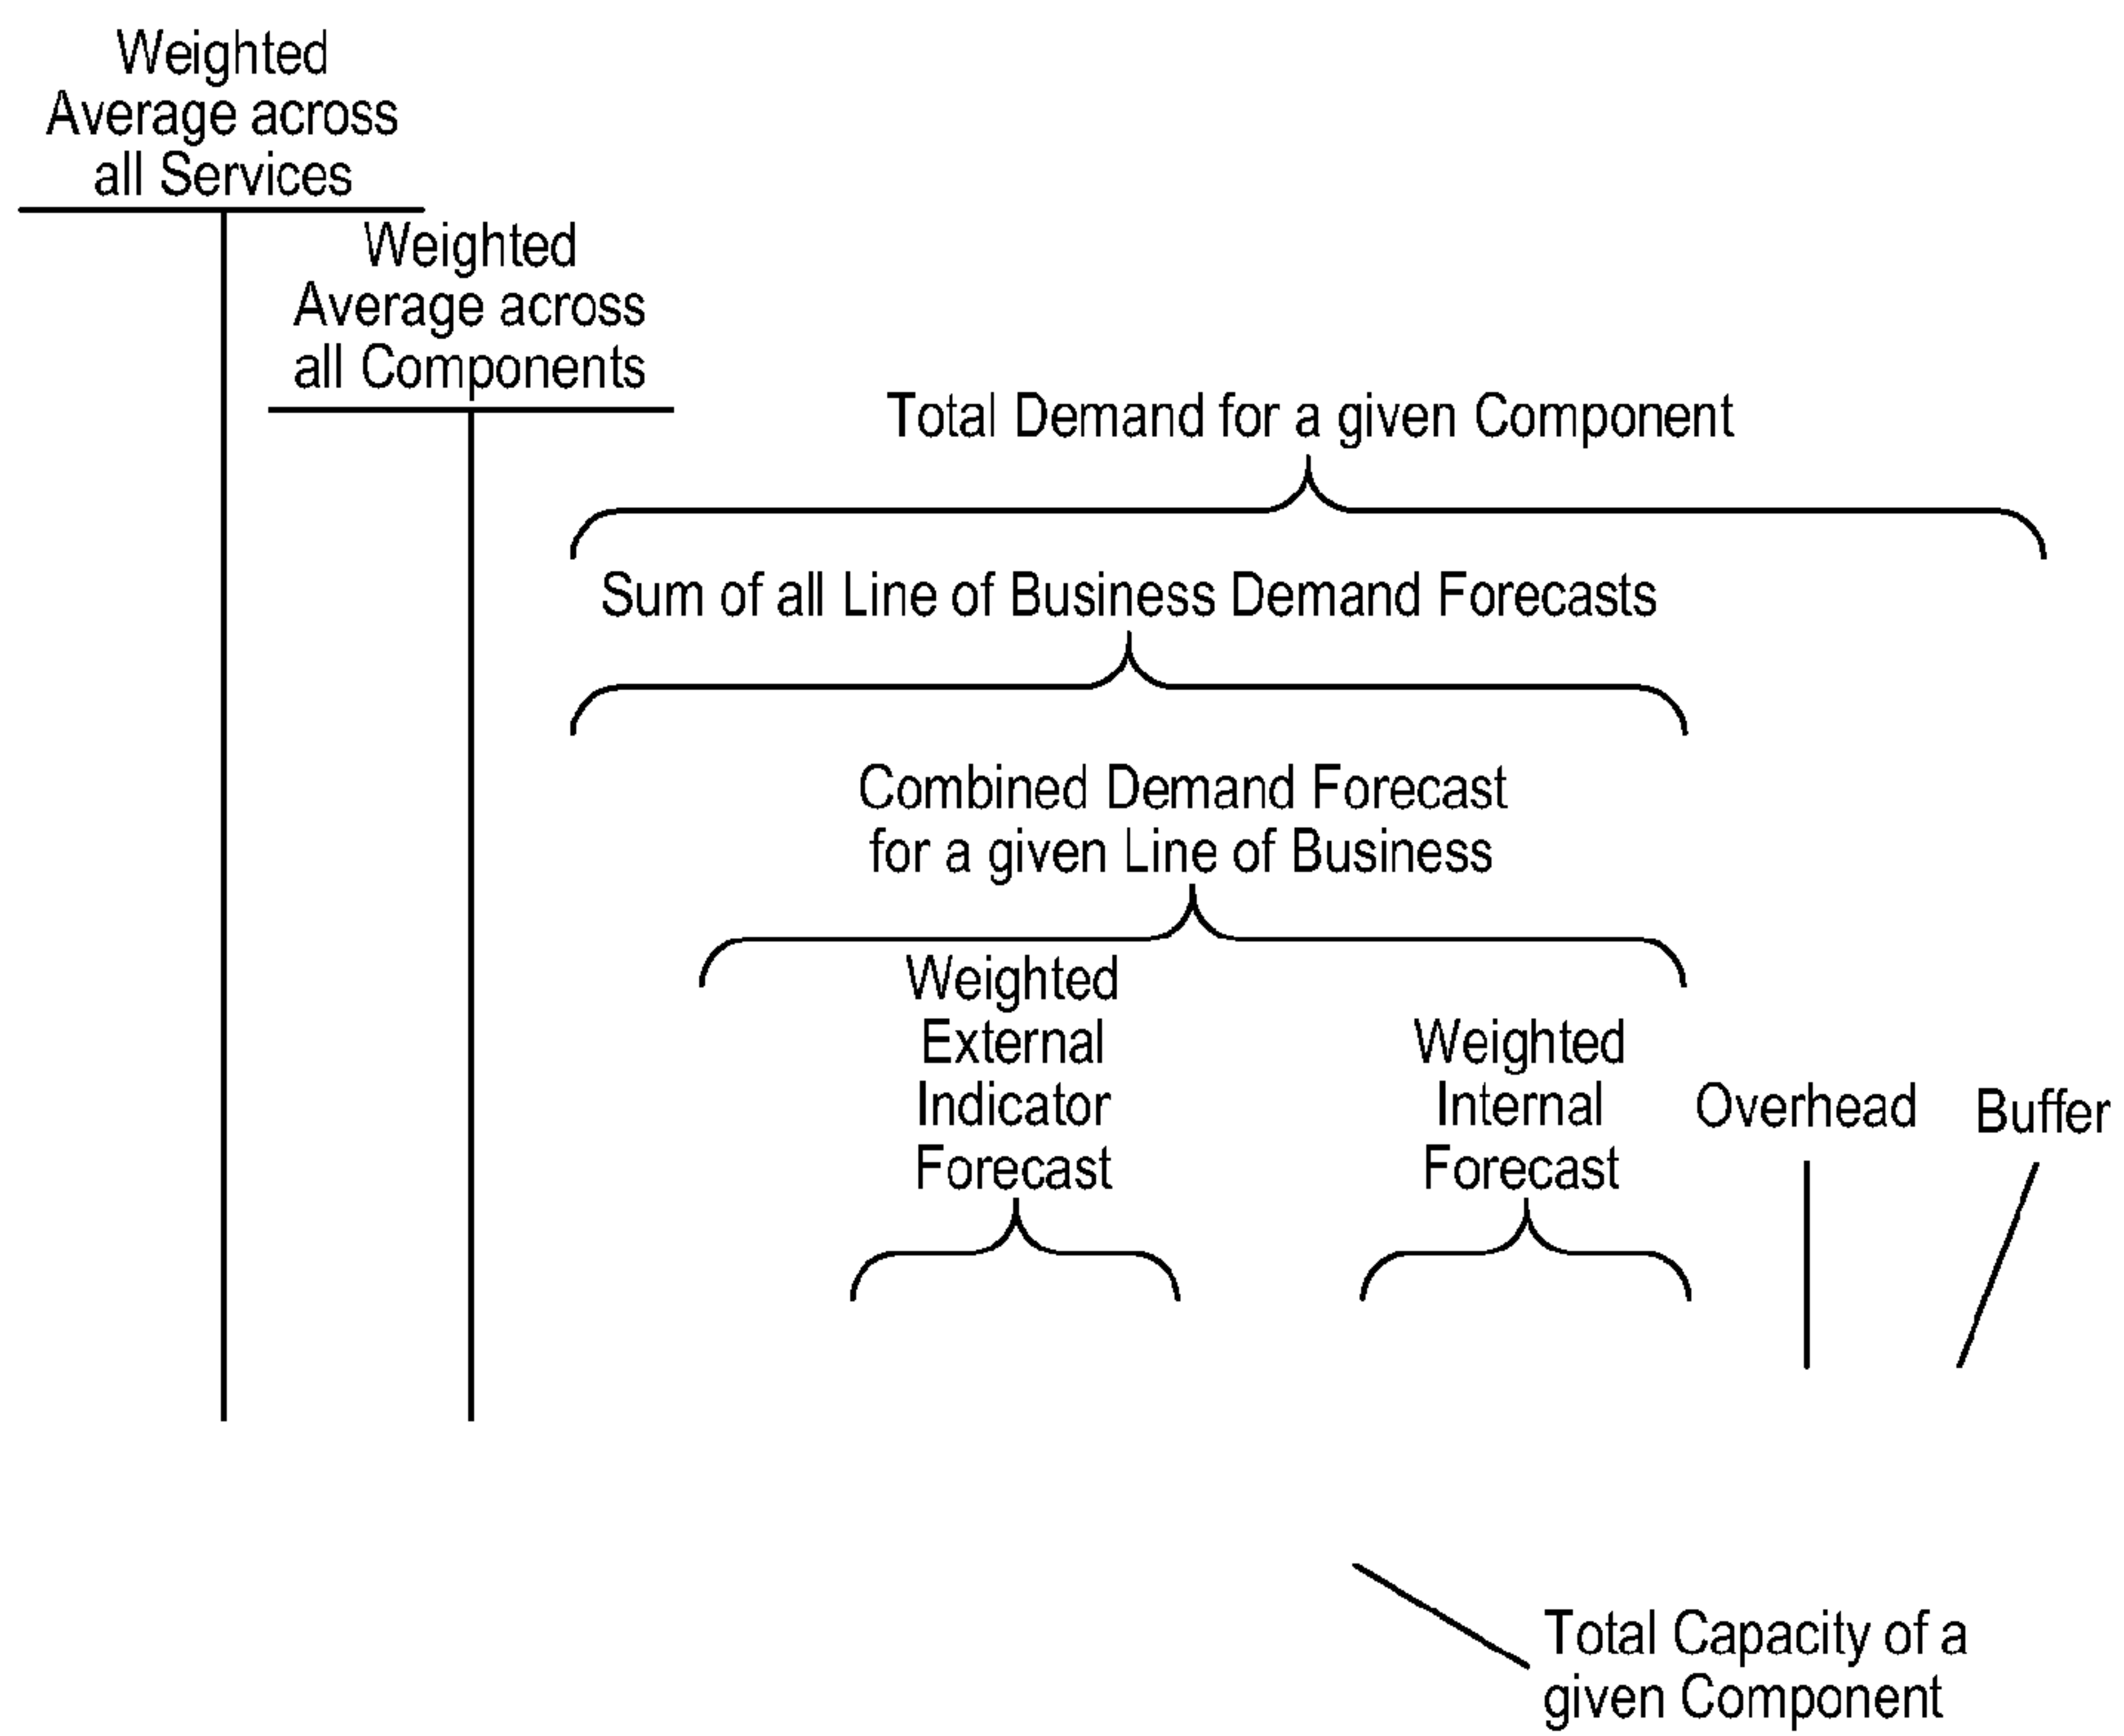 Weighted
Average across
all Services
Weighted
Average across
all Components
Total Demand for a given Component
Sum of all Line of Business Demand Forecasts
Combined Demand Forecast
for a given Line of Business
Weighted
External
Indicator
Forecast
Weighted
Internal
Forecast
Overhead
Buffer
Total Capacity of a
given Component